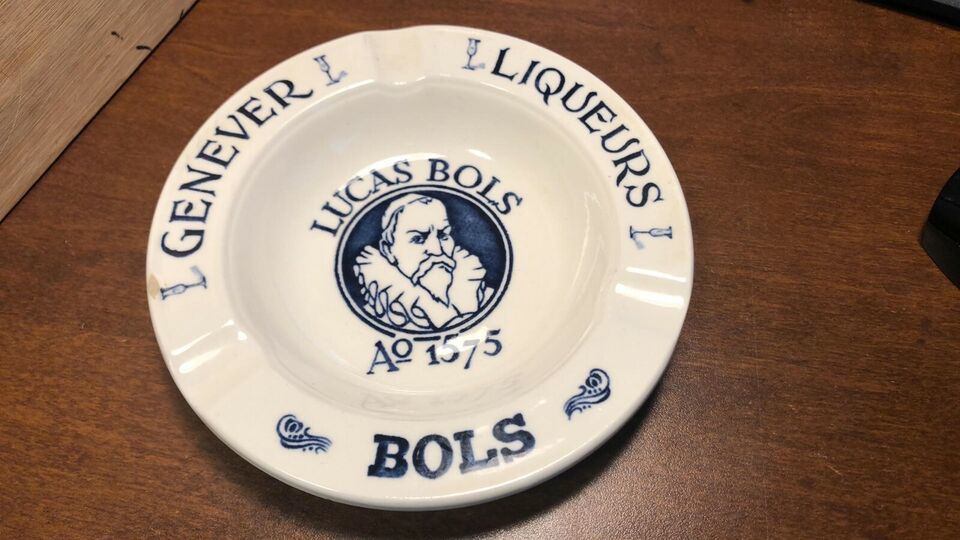 GENEVER
LIQUEURS
LUCAS BOLS
Aº 1575
BOLS